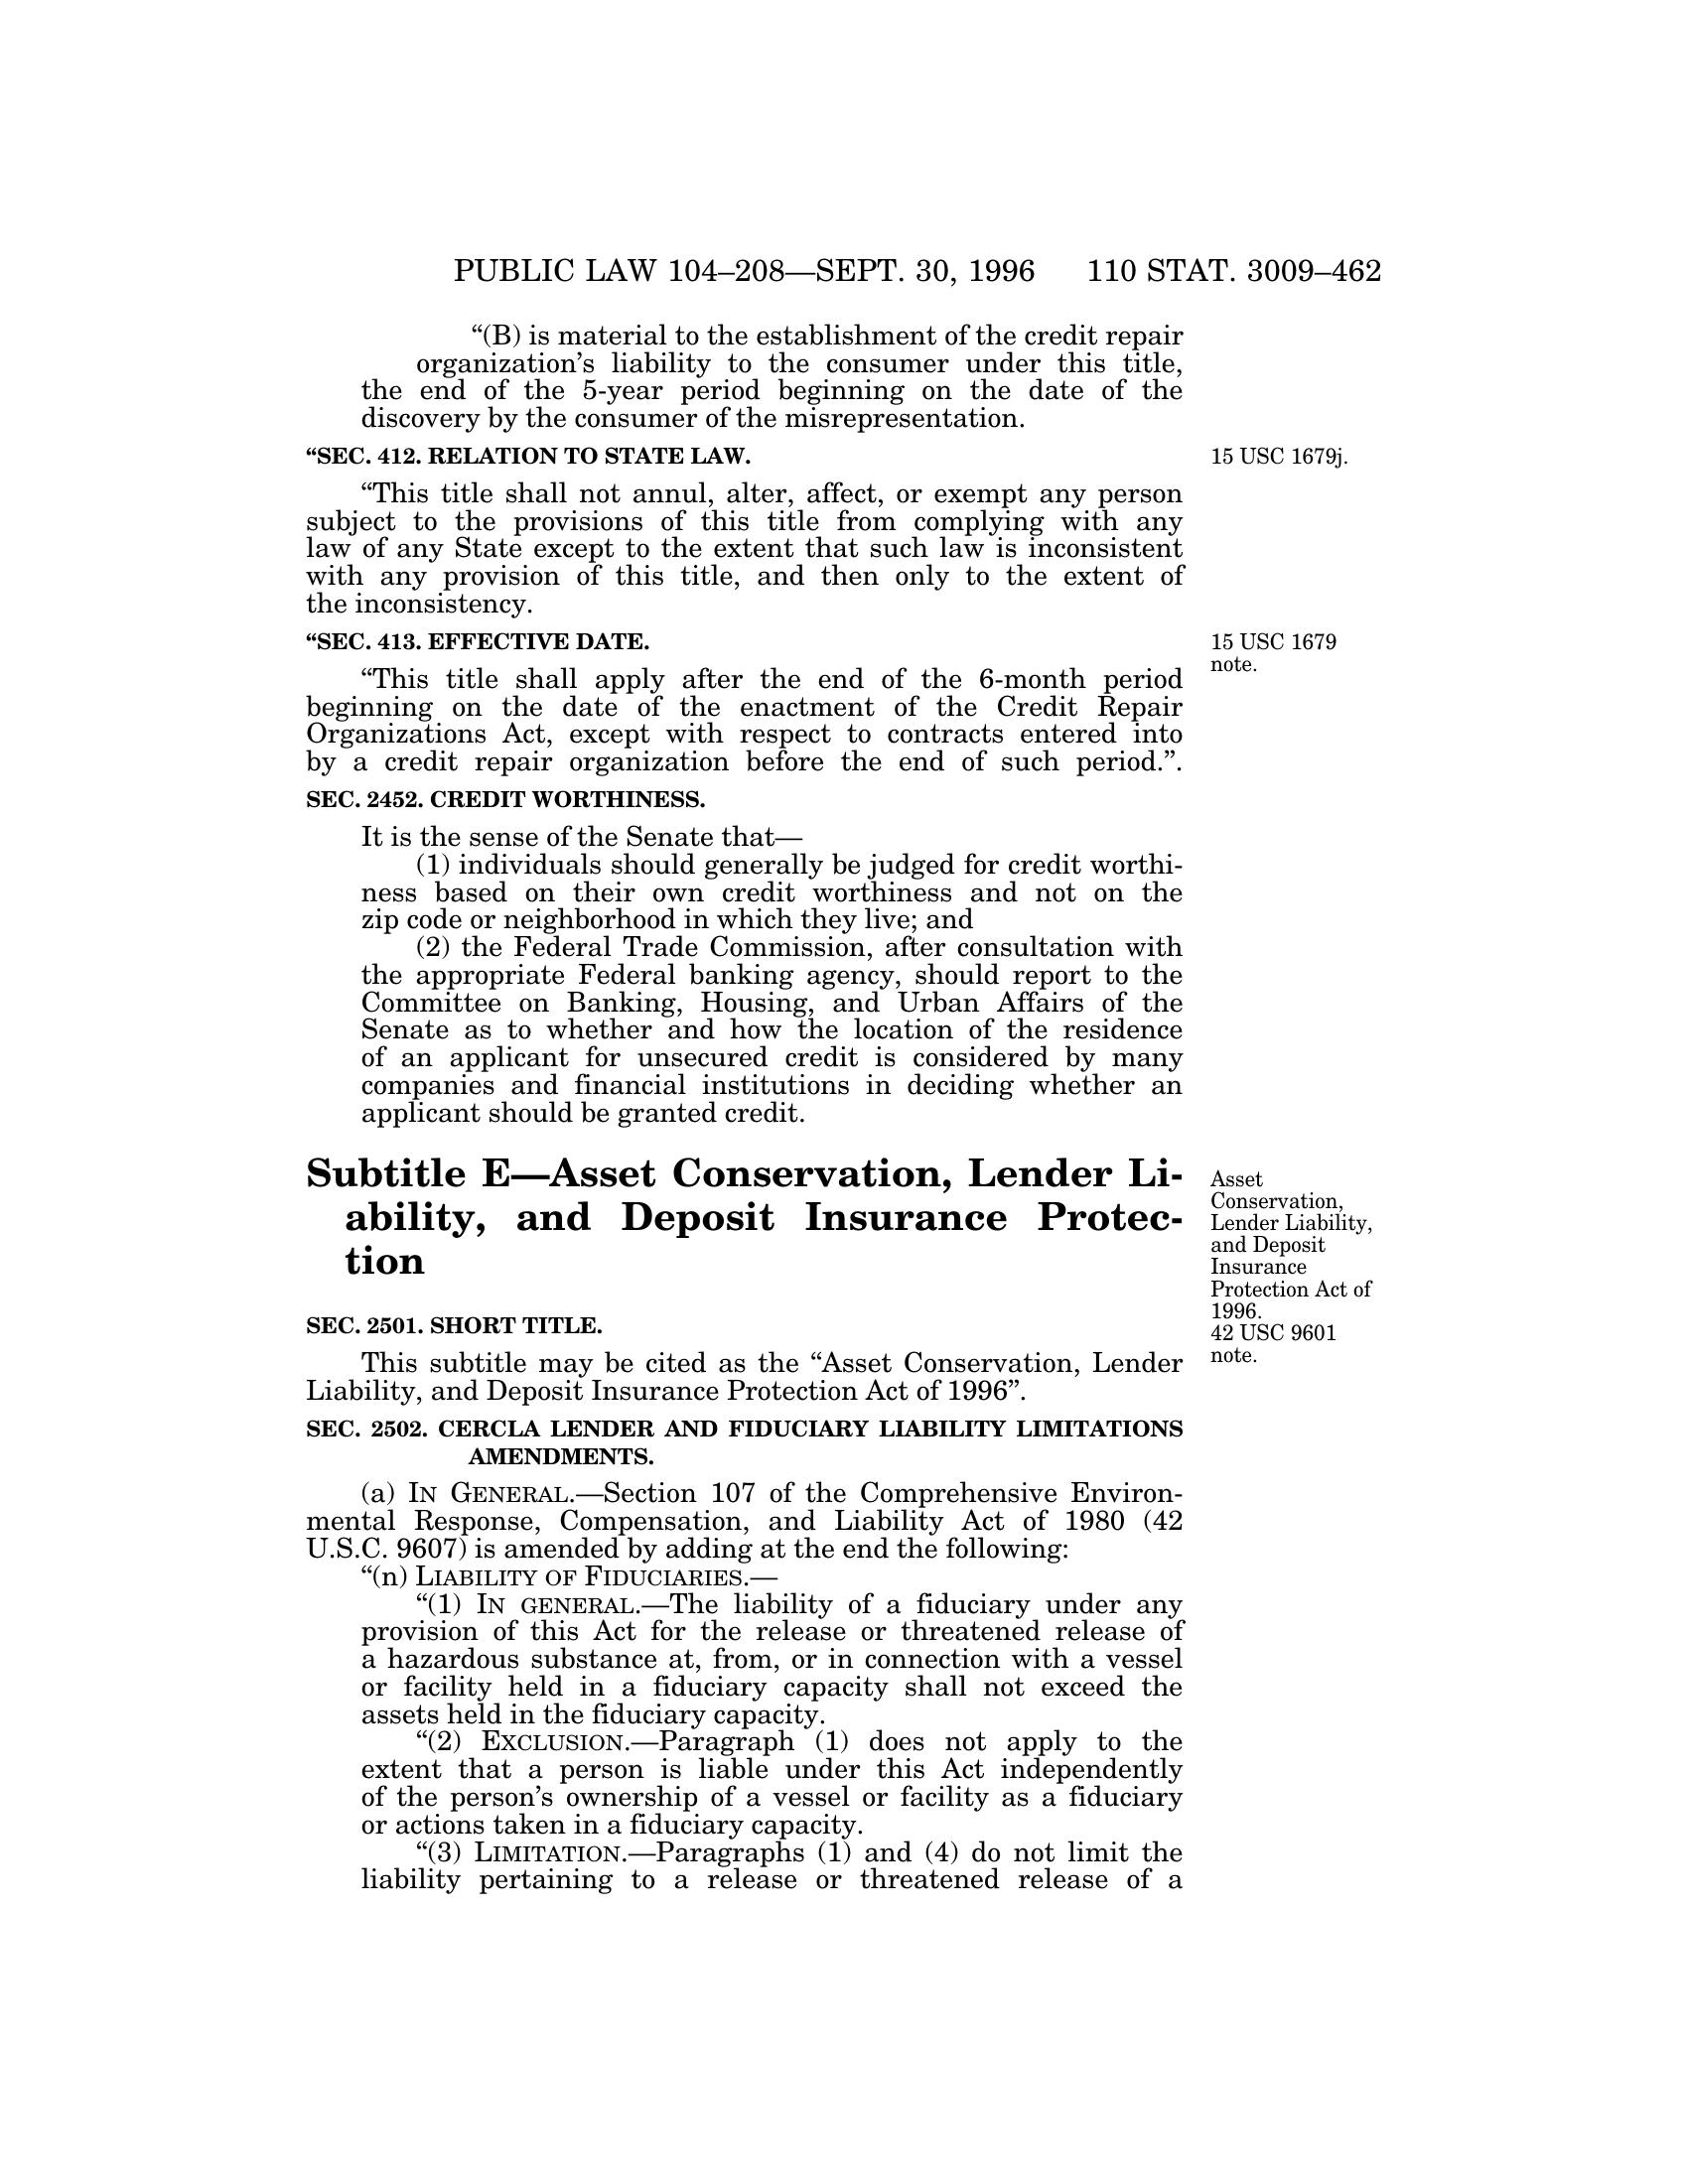 PUBLIC LAW 104–208—SEPT. 30, 1996 110 STAT. 3009–462
“(B) is material to the establishment of the credit repair
organization’s liability to the consumer under this title,
the end of the 5-year period beginning on the date of the
discovery by the consumer of the misrepresentation.
“SEC. 412. RELATION TO STATE LAW.
15 USC 1679j.
“This title shall not annul, alter, affect, or exempt any person
subject to the provisions of this title from complying with any
law of any State except to the extent that such law is inconsistent
with any provision of this title, and then only to the extent of
the inconsistency.
“SEC. 413. EFFECTIVE DATE.
15 USC 1679
note.
“This title shall apply after the end of the 6-month period
beginning on the date of the enactment of the Credit Repair
Organizations Act, except with respect to contracts entered into
by a credit repair organization before the end of such period.”.
SEC. 2452. CREDIT WORTHINESS.
It is the sense of the Senate that—
(1) individuals should generally be judged for credit worthi-
ness based on their own credit worthiness and not on the
zip code or neighborhood in which they live; and
(2) the Federal Trade Commission, after consultation with
the appropriate Federal banking agency, should report to the
Committee on Banking, Housing, and Urban Affairs of the
Senate as to whether and how the location of the residence
of an applicant for unsecured credit is considered by many
companies and financial institutions in deciding whether an
applicant should be granted credit.
Subtitle E—Asset Conservation, Lender Li-
ability, and Deposit Insurance Protec-
tion
Asset
Conservation,
Lender Liability,
and Deposit
Insurance
Protection Act of
1996.
42 USC 9601
note.
SEC. 2501. SHORT TITLE.
This subtitle may be cited as the “Asset Conservation, Lender
Liability, and Deposit Insurance Protection Act of 1996”.
SEC. 2502. CERCLA LENDER AND FIDUCIARY LIABILITY LIMITATIONS
AMENDMENTS.
(a) IN GENERAL.—Section 107 of the Comprehensive Environ-
mental Response, Compensation, and Liability Act of 1980 (42
U.S.C. 9607) is amended by adding at the end the following:
“(n) LIABILITY OF FIDUCIARIES.—
“(1) IN GENERAL.—The liability of a fiduciary under any
provision of this Act for the release or threatened release of
a hazardous substance at, from, or in connection with a vessel
or facility held in a fiduciary capacity shall not exceed the
assets held in the fiduciary capacity.
“(2) EXCLUSION.—Paragraph (1) does not apply to the
extent that a person is liable under this Act independently
of the person’s ownership of a vessel or facility as a fiduciary
or actions taken in a fiduciary capacity.
“(3) LIMITATION.—Paragraphs (1) and (4) do not limit the
liability pertaining to a release or threatened release of a